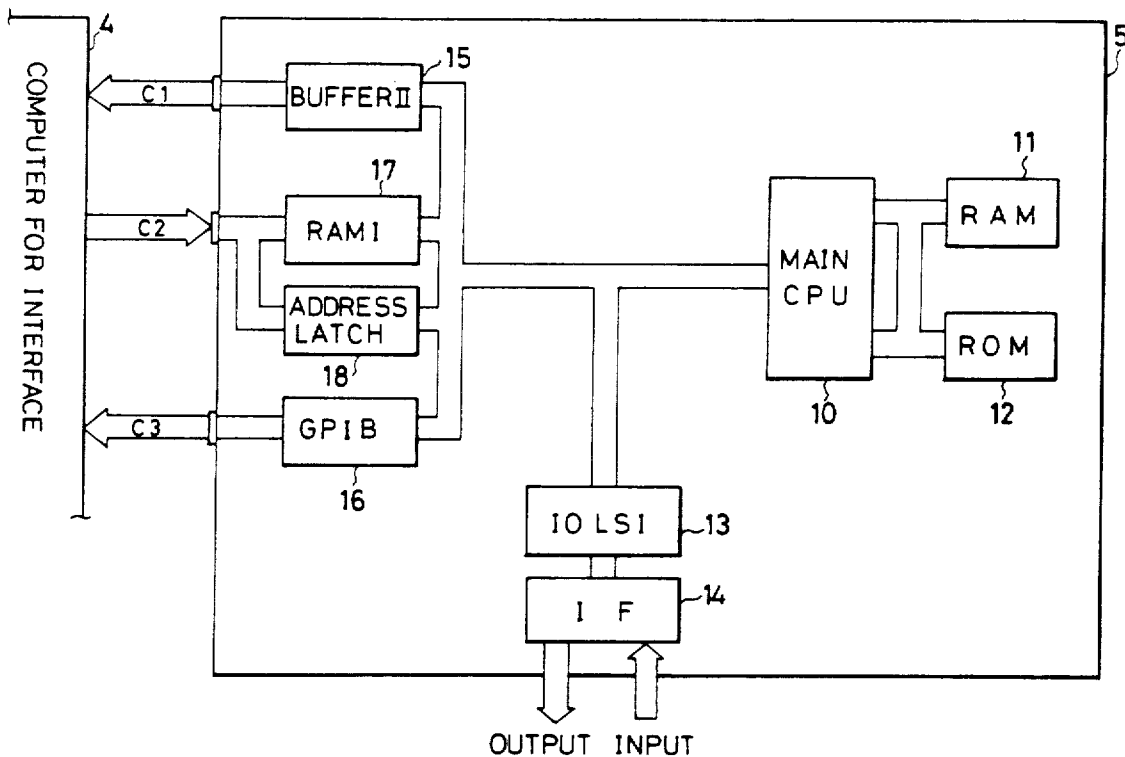 4
COMPUTER FOR INTERFACE
5
C1
BUFFER II
15
C2
RAM I
17
ADDRESS
LATCH
18
C3
GPIB
16
MAIN
CPU
10
RAM
11
ROM
12
IO LSI
13
I F
14
OUTPUT
INPUT